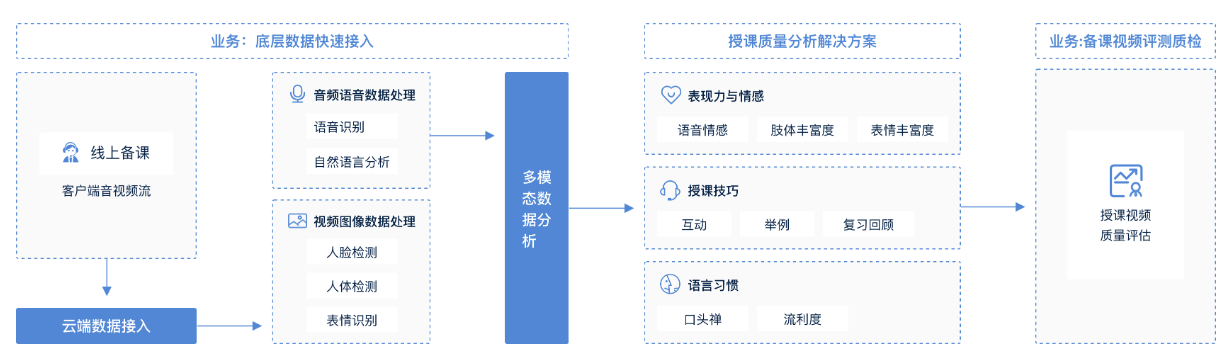 业务：底层数据快速接入
线上备课
客户端音视频流
云端数据接入
音频语音数据处理
语音识别
自然语言分析
视频图像数据处理
人脸检测
人体检测
表情识别
多模
态数
据分
析
授课质量分析解决方案
表现力与情感
语音情感
肢体丰富度
表情丰富度
授课技巧
互动
举例
复习回顾
语言习惯
口头禅
流利度
业务:备课视频评测质检
授课视频
质量评估